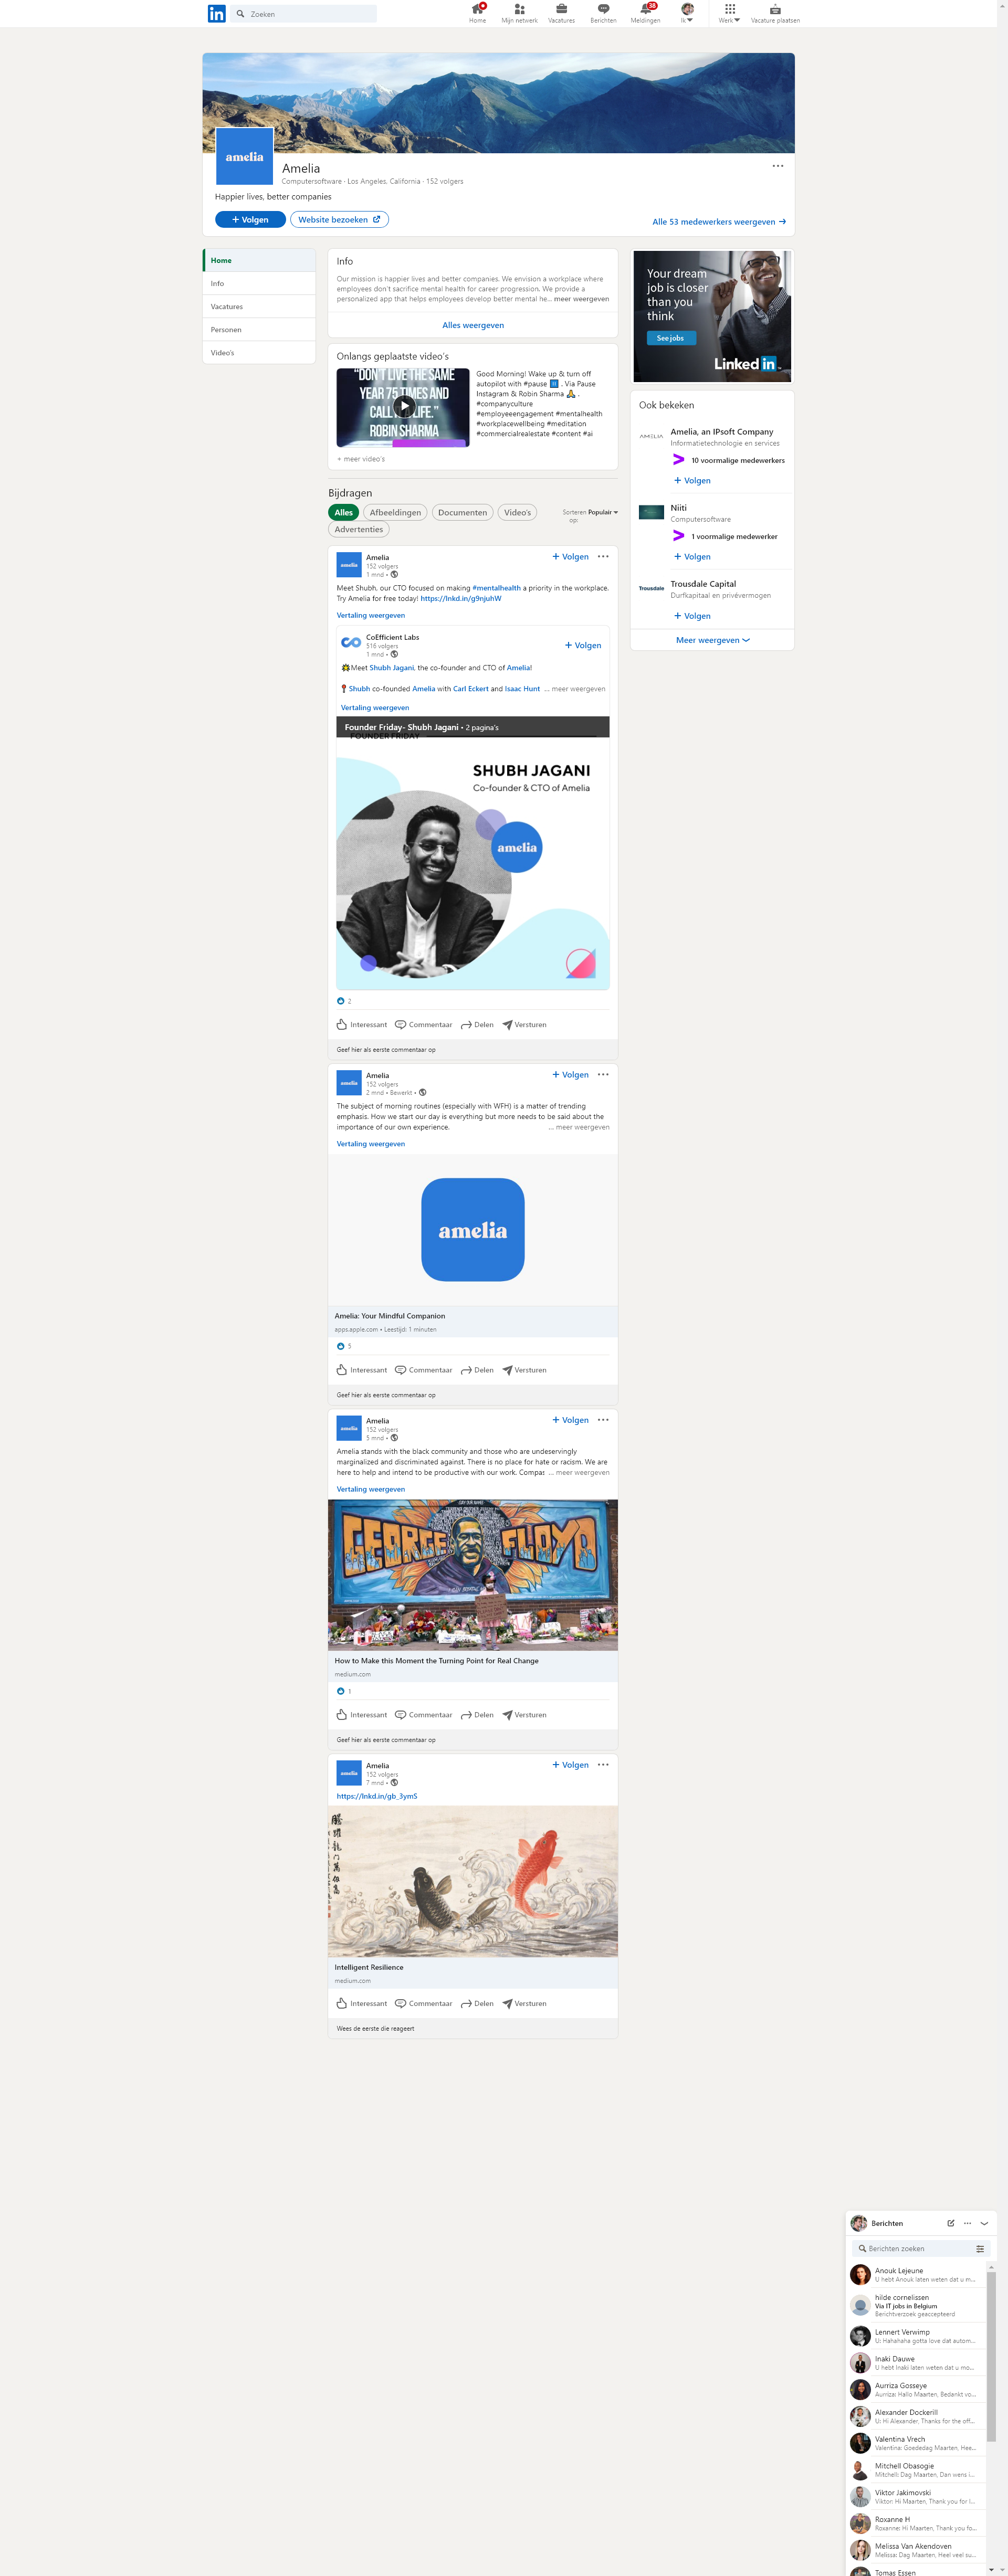 in
Zoeken
Home
Mijn netwerk
Vacatures
Berichten
38
Meldingen
Ik
Werk
Vacature plaatsen
amelia
Amelia
Computersoftware · Los Angeles, California · 152 volgers
Happier lives, better companies
+ Volgen
Website bezoeken
Alle 53 medewerkers weergeven →
Home
Info
Vacatures
Personen
Video's
Info
Our mission is happier lives and better companies. We envision a workplace where
employees don't sacrifice mental health for career progression. We provide a
personalized app that helps employees develop better mental he... meer weergeven
Alles weergeven
Onlangs geplaatste video's
"DON'T LIVE THE SAME
YEAR 75 TIMES AND
CALL LIFE."
ROBIN SHARMA
Good Morning! Wake up & turn off
autopilot with #pause ⏸ . Via Pause
Instagram & Robin Sharma 🙏 .
#companyculture
#employeeengagement #mentalhealth
#workplacewellbeing #meditation
#commercialrealestate #content #ai
+ meer video's
Bijdragen
Alles
Afbeeldingen
Documenten
Video's
Advertenties
Sorteren op: Populair
amelia
Amelia
152 volgers
1 mnd •
+ Volgen
Meet Shubh, our CTO focused on making #mentalhealth a priority in the workplace.
Try Amelia for free today! https://lnkd.in/g9njuhW
Vertaling weergeven
CoEfficient Labs
516 volgers
1 mnd •
+ Volgen
Meet Shubh Jagani, the co-founder and CTO of Amelia!
Shubh co-founded Amelia with Carl Eckert and Isaac Hunt ... meer weergeven
Vertaling weergeven
Founder Friday- Shubh Jagani • 2 pagina's
FOUNDER FRIDAY
SHUBH JAGANI
Co-founder & CTO of Amelia
amelia
2
Interessant
Commentaar
Delen
Versturen
Geef hier als eerste commentaar op
amelia
Amelia
152 volgers
2 mnd • Bewerkt •
+ Volgen
The subject of morning routines (especially with WFH) is a matter of trending
emphasis. How we start our day is everything but more needs to be said about the
importance of our own experience. ... meer weergeven
Vertaling weergeven
amelia
Amelia: Your Mindful Companion
apps.apple.com • Leestijd: 1 minuten
5
Interessant
Commentaar
Delen
Versturen
Geef hier als eerste commentaar op
amelia
Amelia
152 volgers
5 mnd •
+ Volgen
Amelia stands with the black community and those who are undeservingly
marginalized and discriminated against. There is no place for hate or racism. We are
here to help and intend to be productive with our work. Compas ... meer weergeven
Vertaling weergeven
GEORGE FLOYD
How to Make this Moment the Turning Point for Real Change
medium.com
1
Interessant
Commentaar
Delen
Versturen
Geef hier als eerste commentaar op
amelia
Amelia
152 volgers
7 mnd •
+ Volgen
https://lnkd.in/gb_3ymS
Intelligent Resilience
medium.com
Interessant
Commentaar
Delen
Versturen
Wees de eerste die reageert
Your dream
job is closer
than you
think
See jobs
Linked in
Ook bekeken
AMELIA
Amelia, an IPsoft Company
Informatietechnologie en services
10 voormalige medewerkers
+ Volgen
Niiti
Computersoftware
1 voormalige medewerker
+ Volgen
Trousdale
Trousdale Capital
Durfkapitaal en privévermogen
+ Volgen
Meer weergeven
Berichten
Berichten zoeken
Anouk Lejeune
U hebt Anouk laten weten dat u m...
hilde cornelissen
Via IT jobs in Belgium
Berichtverzoek geaccepteerd
Lennert Verwimp
U: Hahahaha gotta love dat autom...
Inaki Dauwe
U hebt Inaki laten weten dat u mo...
Aurriza Gosseye
Aurriza: Hallo Maarten, Bedankt vo...
Alexander Dockerill
U: Hi Alexander, Thanks for the off...
Valentina Vrech
Valentina: Goededag Maarten, Hee...
Mitchell Obasogie
Mitchell: Dag Maarten, Dan wens i...
Viktor Jakimovski
Viktor: Hi Maarten, Thank you for l...
Roxanne H
Roxanne: Hi Maarten, Thank you fo...
Melissa Van Akendoven
Melissa: Dag Maarten, Heel veel su...
Tomas Essen